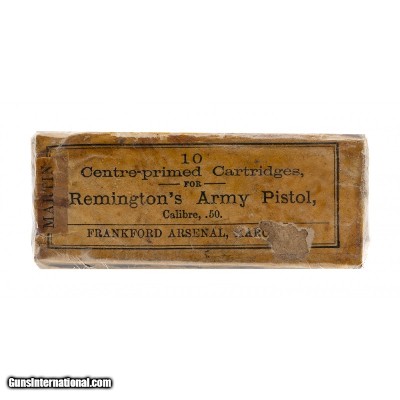 10
Centre-primed Cartridges,
FOR
Remington's Army Pistol,
Calibre, .50.
FRANKFORD ARSENAL,
MARTIN
GunsInternational.com